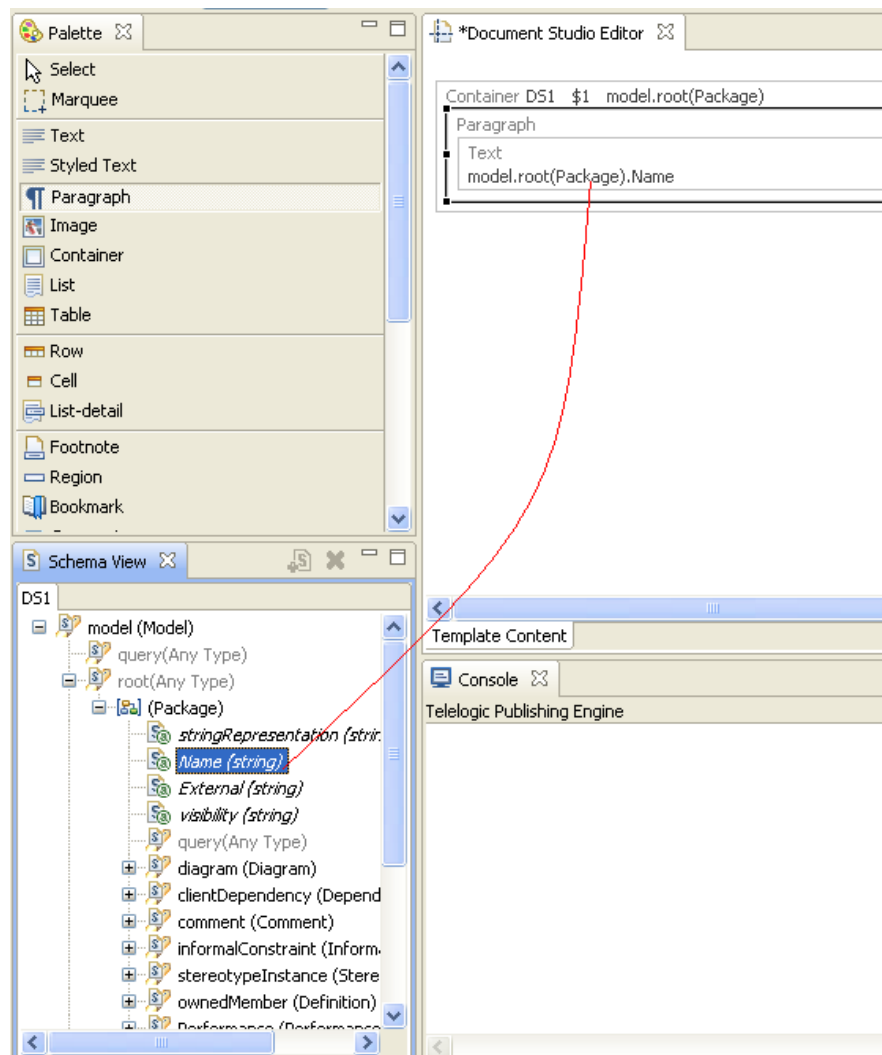 Palette
Select
Marquee
Text
Styled Text
Paragraph
Image
Container
List
Table
Row
Cell
List-detail
Footnote
Region
Bookmark
*Document Studio Editor
Container DS1 $1 model.root(Package)
Paragraph
Text
model.root(Package).Name
Template Content
Schema View
DS1
model (Model)
query(Any Type)
root(Any Type)
(Package)
stringRepresentation (strin
Name (string)
External (string)
visibility (string)
query(Any Type)
diagram (Diagram)
clientDependency (Depend
comment (Comment)
informalConstraint (Inform
stereotypeInstance (Stere
ownedMember (Definition)
Performance (Performance
Console
Telelogic Publishing Engine